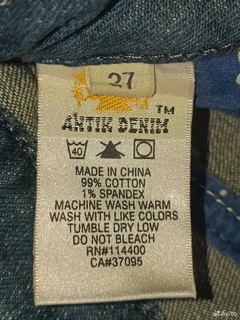 27
TM
ANTIK DENIM
40
MADE IN CHINA
99% COTTON
1% SPANDEX
MACHINE WASH WARM
WASH WITH LIKE COLORS
TUMBLE DRY LOW
DO NOT BLEACH
RN#114400
CA#37095
Avito